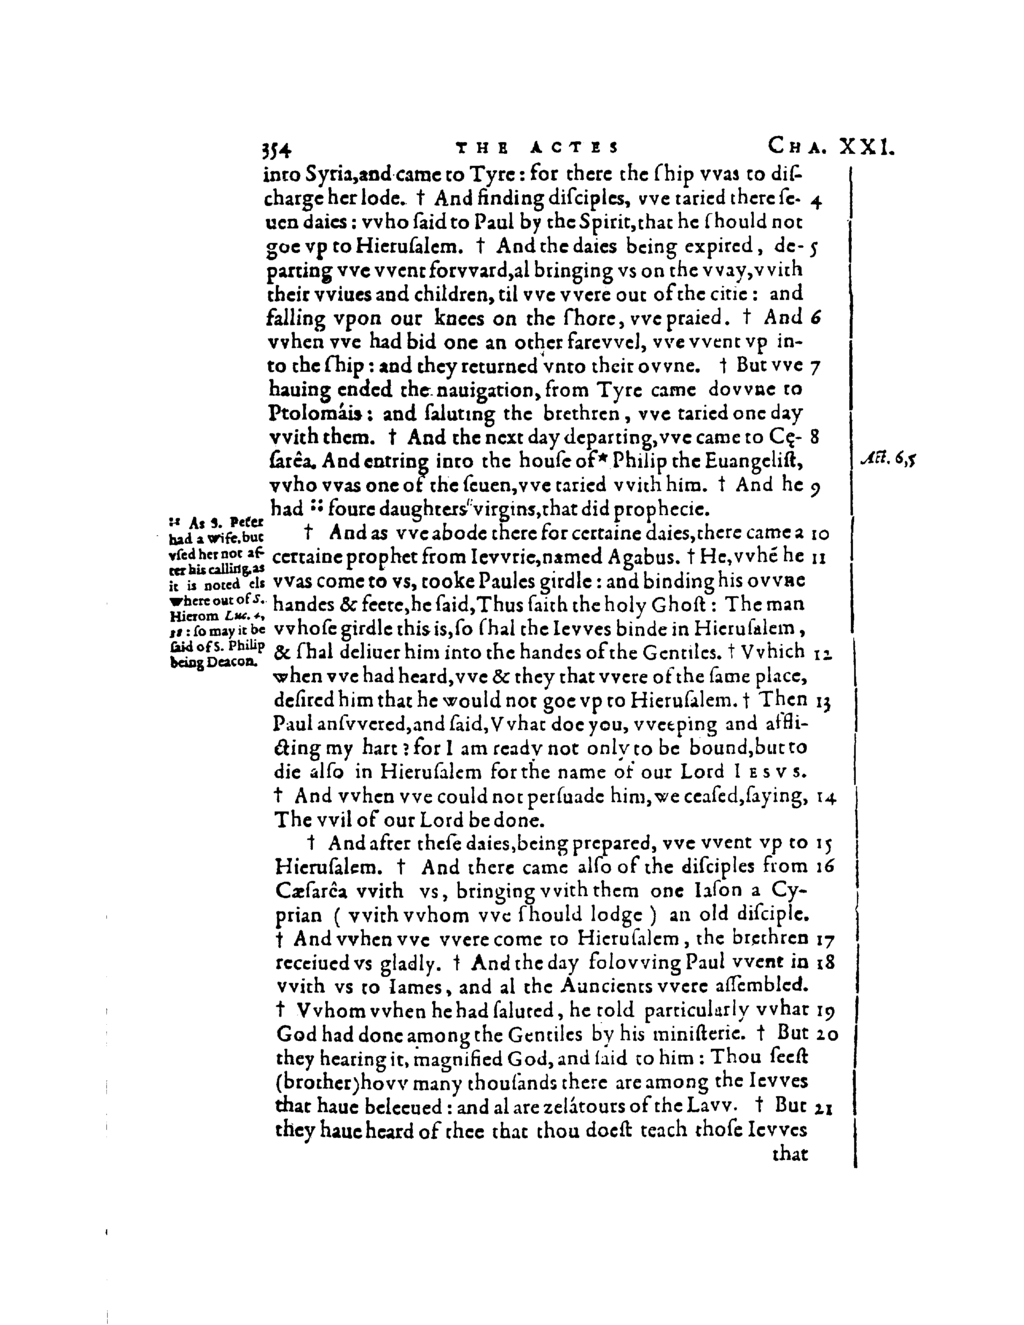 354 THE ACTES CHA. XXI.
into Syria,and came to Tyre: for there the ſhip vvas to diſ-
charge her lode. † And finding diſciples, vve taried there ſe- 4
uen daies: vvho ſaid to Paul by the Spirit,that he ſhould not
goe vp to Hieruſalem. † And the daies being expired, de- 5
parting vve vvent forvvard,al bringing vs on the vvay,vvith
their vviues and children, til vve vvere out of the citie: and
falling vpon our knees on the ſhore, vve praied. † And 6
vvhen vve had bid one an other farevvel, vve vvent vp in-
to the ſhip: and they returned vnto their ovvne. † But vve 7
hauing ended the nauigation, from Tyre came dovvne to
Ptolomáis: and ſaluting the brethren, vve taried one day
vvith them. † And the next day departing,vve came to Cę- 8
ſarêa. And entring into the houſe of* Philip the Euangeliſt,
vvho vvas one of the ſeuen,vve taried vvith him. † And he 9
had :: foure daughters"virgins,that did prophecie.
† And as vve abode there for certaine daies,there came a 10
certaine prophet from Ievvrie,named Agabus. † He,vvhē he 11
vvas come to vs, tooke Paules girdle: and binding his ovvne
handes & feete,he ſaid,Thus ſaith the holy Ghoſt: The man
vvhoſe girdle this is,ſo ſhal the Ievves binde in Hieruſalem,
& ſhal deliuer him into the handes of the Gentiles. † Vvhich 12
when vve had heard,vve & they that vvere of the ſame place,
deſired him that he would not goe vp to Hieruſalem. † Then 13
Paul anſvvered,and ſaid,Vvhat doe you, vveeping and affli-
cting my hart? for I am ready not only to be bound,but to
die alſo in Hieruſalem for the name of our Lord IESVS.
† And vvhen vve could not perſuade him,we ceaſed,ſaying, 14
The vvil of our Lord be done.
† And after theſe daies,being prepared, vve vvent vp to 15
Hieruſalem. † And there came alſo of the diſciples from 16
Cæſarêa vvith vs, bringing vvith them one Iaſon a Cy-
prian ( vvith vvhom vve ſhould lodge ) an old diſciple.
† And vvhen vve vvere come to Hieruſalem, the brethren 17
receiued vs gladly. † And the day folovving Paul vvent in 18
vvith vs to Iames, and al the Auncients vvere aſſembled.
† Vvhom vvhen he had ſaluted, he told particularly vvhat 19
God had done among the Gentiles by his miniſterie. † But 20
they hearing it, magnified God, and ſaid to him: Thou ſeeſt
(brother)hovv many thouſands there are among the Ievves
that haue beleeued: and al are zelátours of the Lavv. † But 21
they haue heard of thee that thou doeſt teach thoſe Ievves
that
Act. 6,5
:: As S. Peter
had a wife,but
vſed her not af-
ter his calling,as
it is noted els
where out of S.
Hierom Luc. 4,
38: ſo may it be
ſaid of S. Philip
being Deacon.